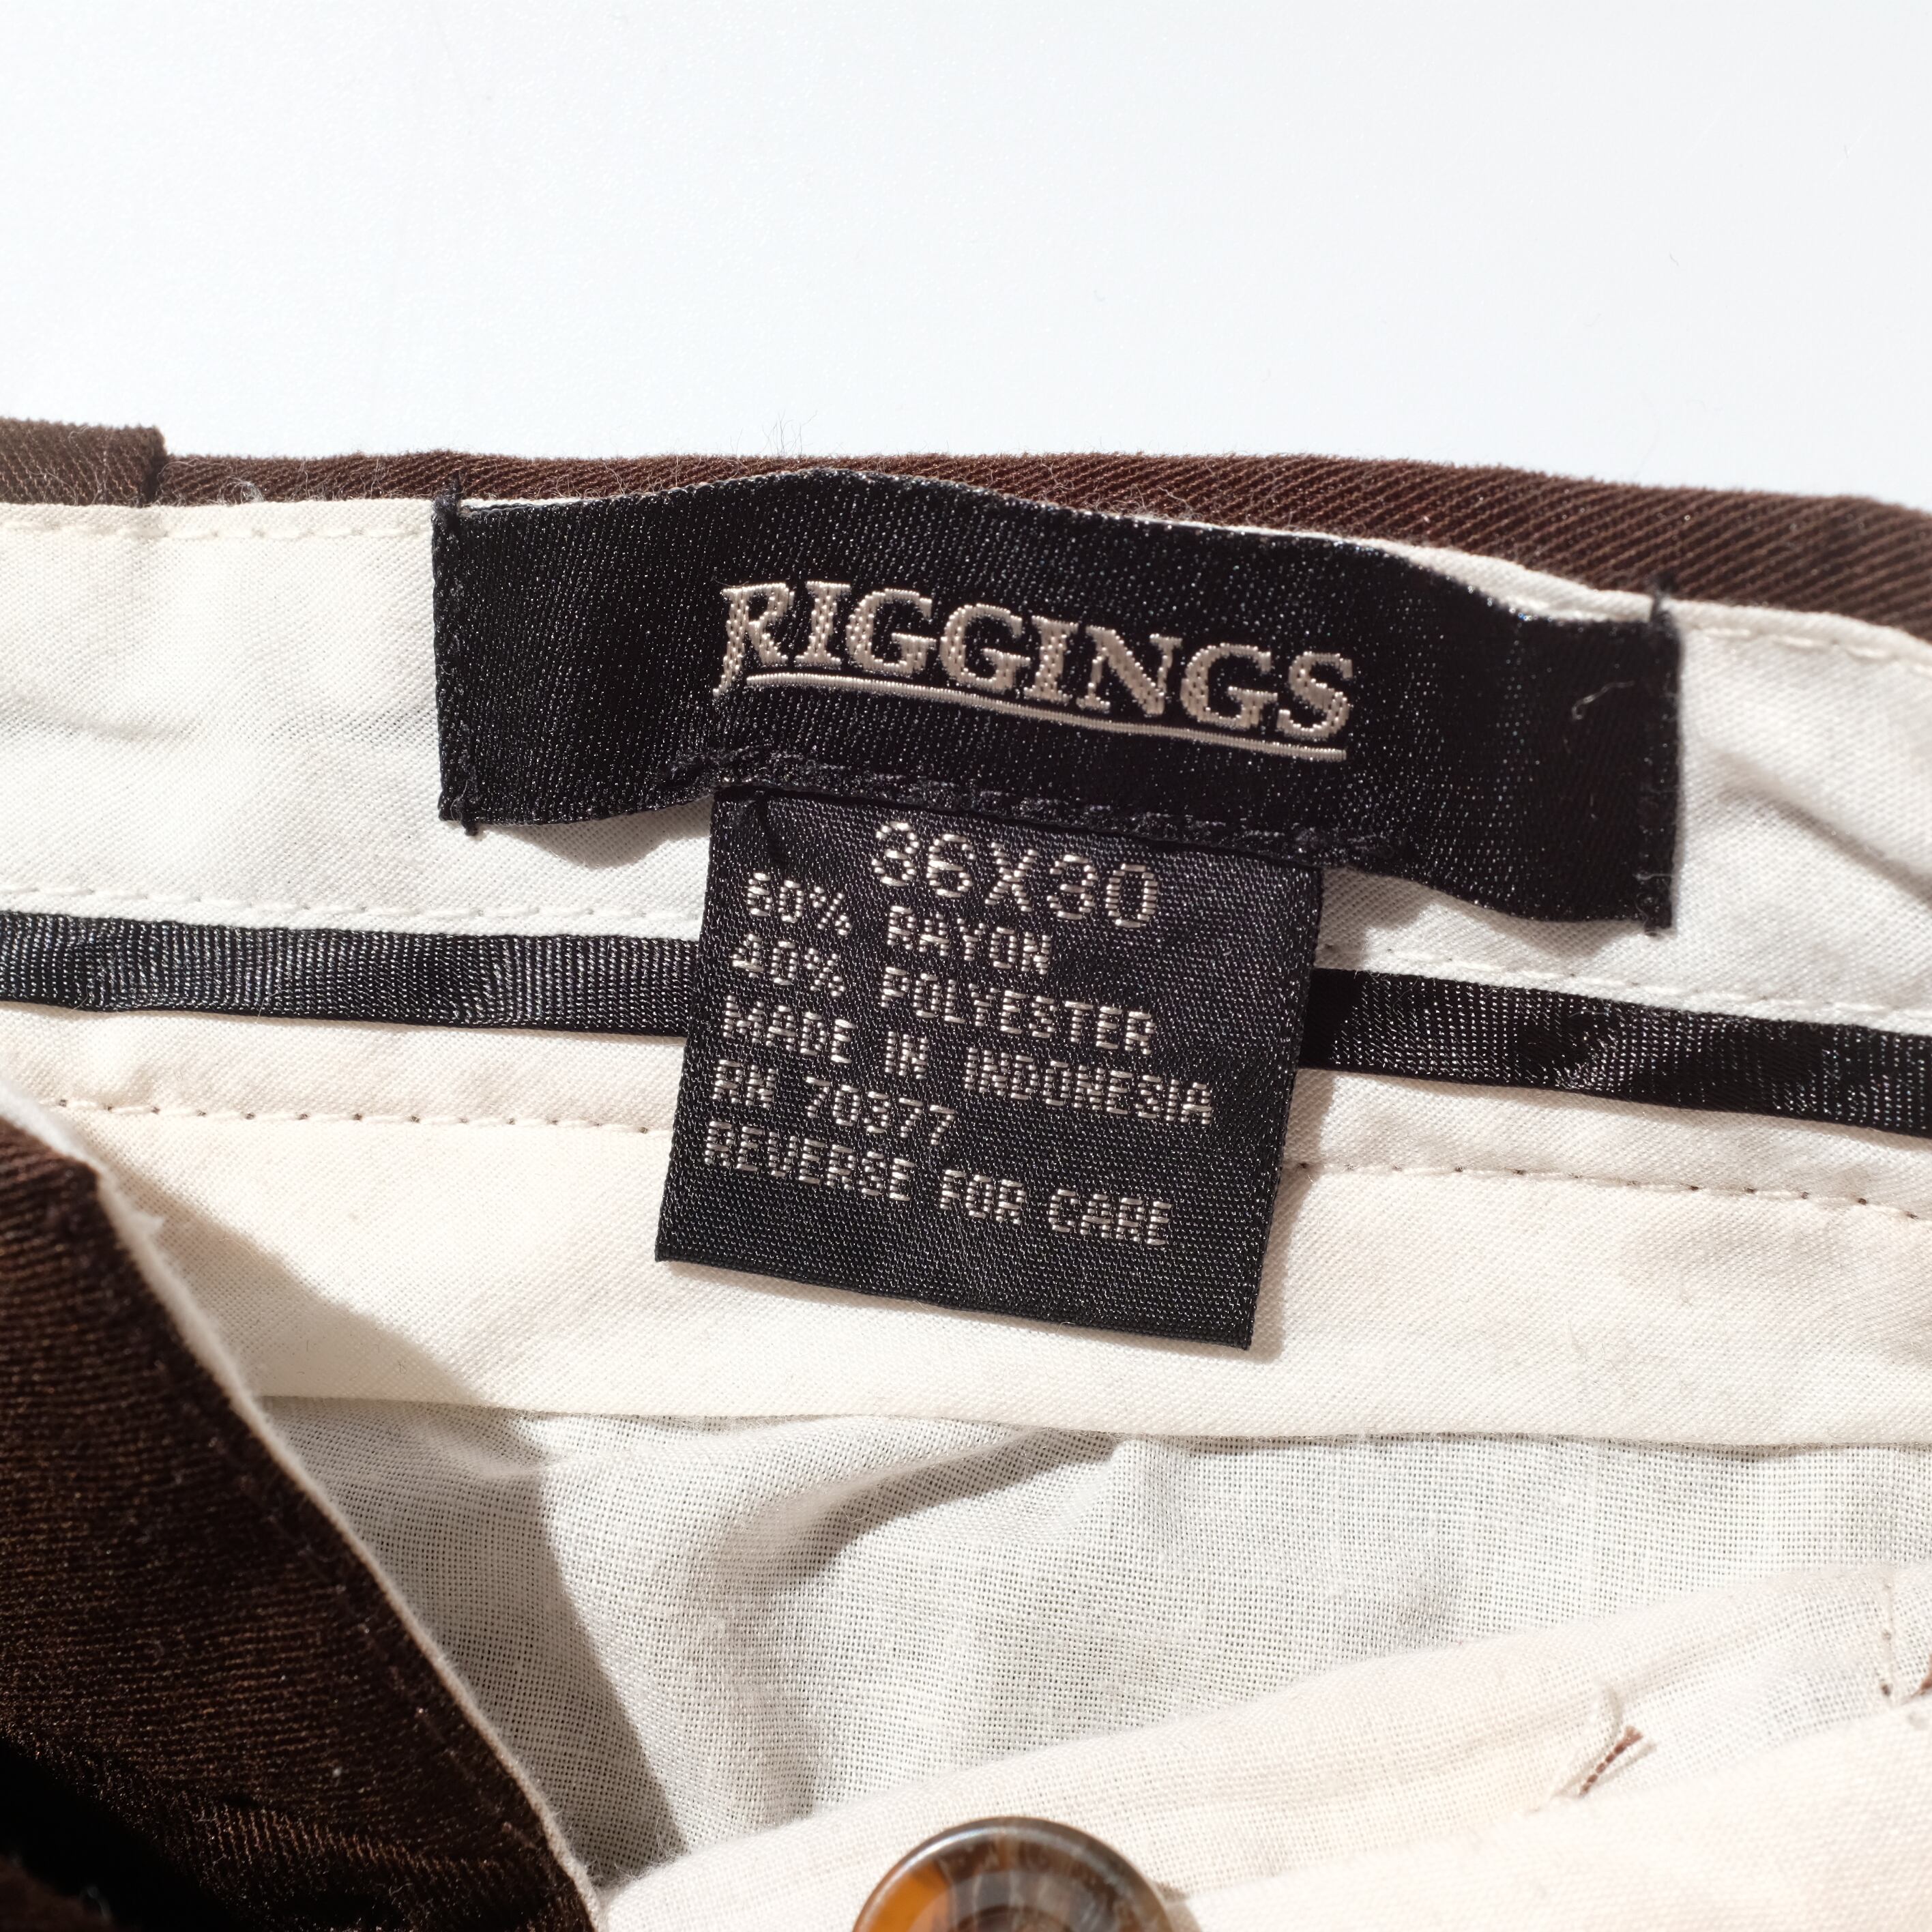 RIGGINGS
36X30
60% RAYON
40% POLYESTER
MADE IN INDONESIA
RN 70377
REVERSE FOR CARE